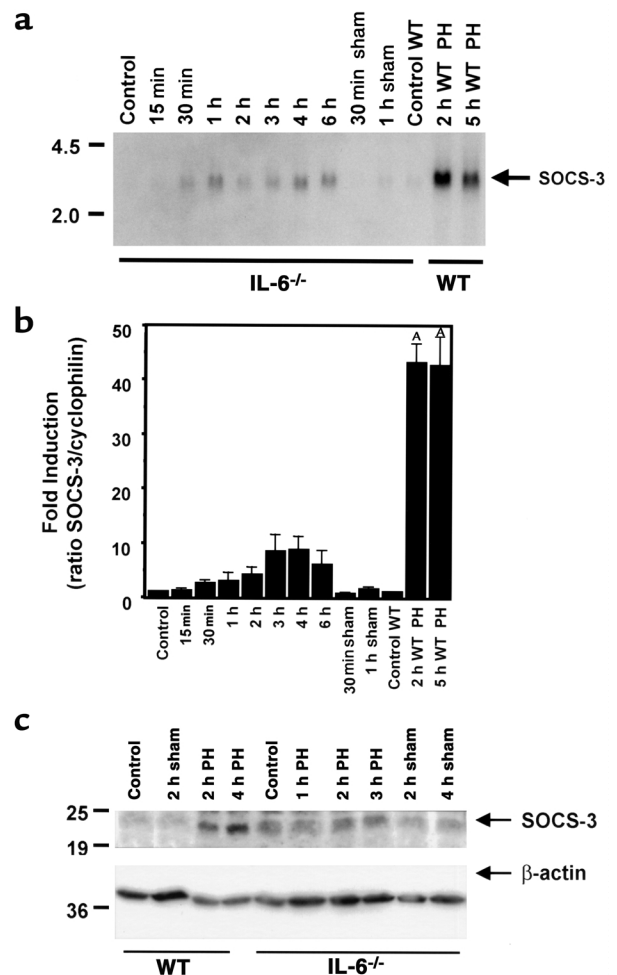 a
Control
15 min
30 min
1 h
2 h
3 h
4 h
6 h
30 min sham
1 h sham
Control WT
2 h WT PH
5 h WT PH
4.5
2.0
SOCS-3
IL-6-/-
WT
b
Fold Induction
(ratio SOCS-3/cyclophilin)
50
40
30
20
10
0
A
A
Control
15 min
30 min
1 h
2 h
3 h
4 h
6 h
30 min sham
1 h sham
Control WT
2 h WT PH
5 h WT PH
c
Control
2 h sham
2 h PH
4 h PH
Control
1 h PH
2 h PH
3 h PH
2 h sham
4 h sham
25
19
SOCS-3
β-actin
36
WT
IL-6-/-